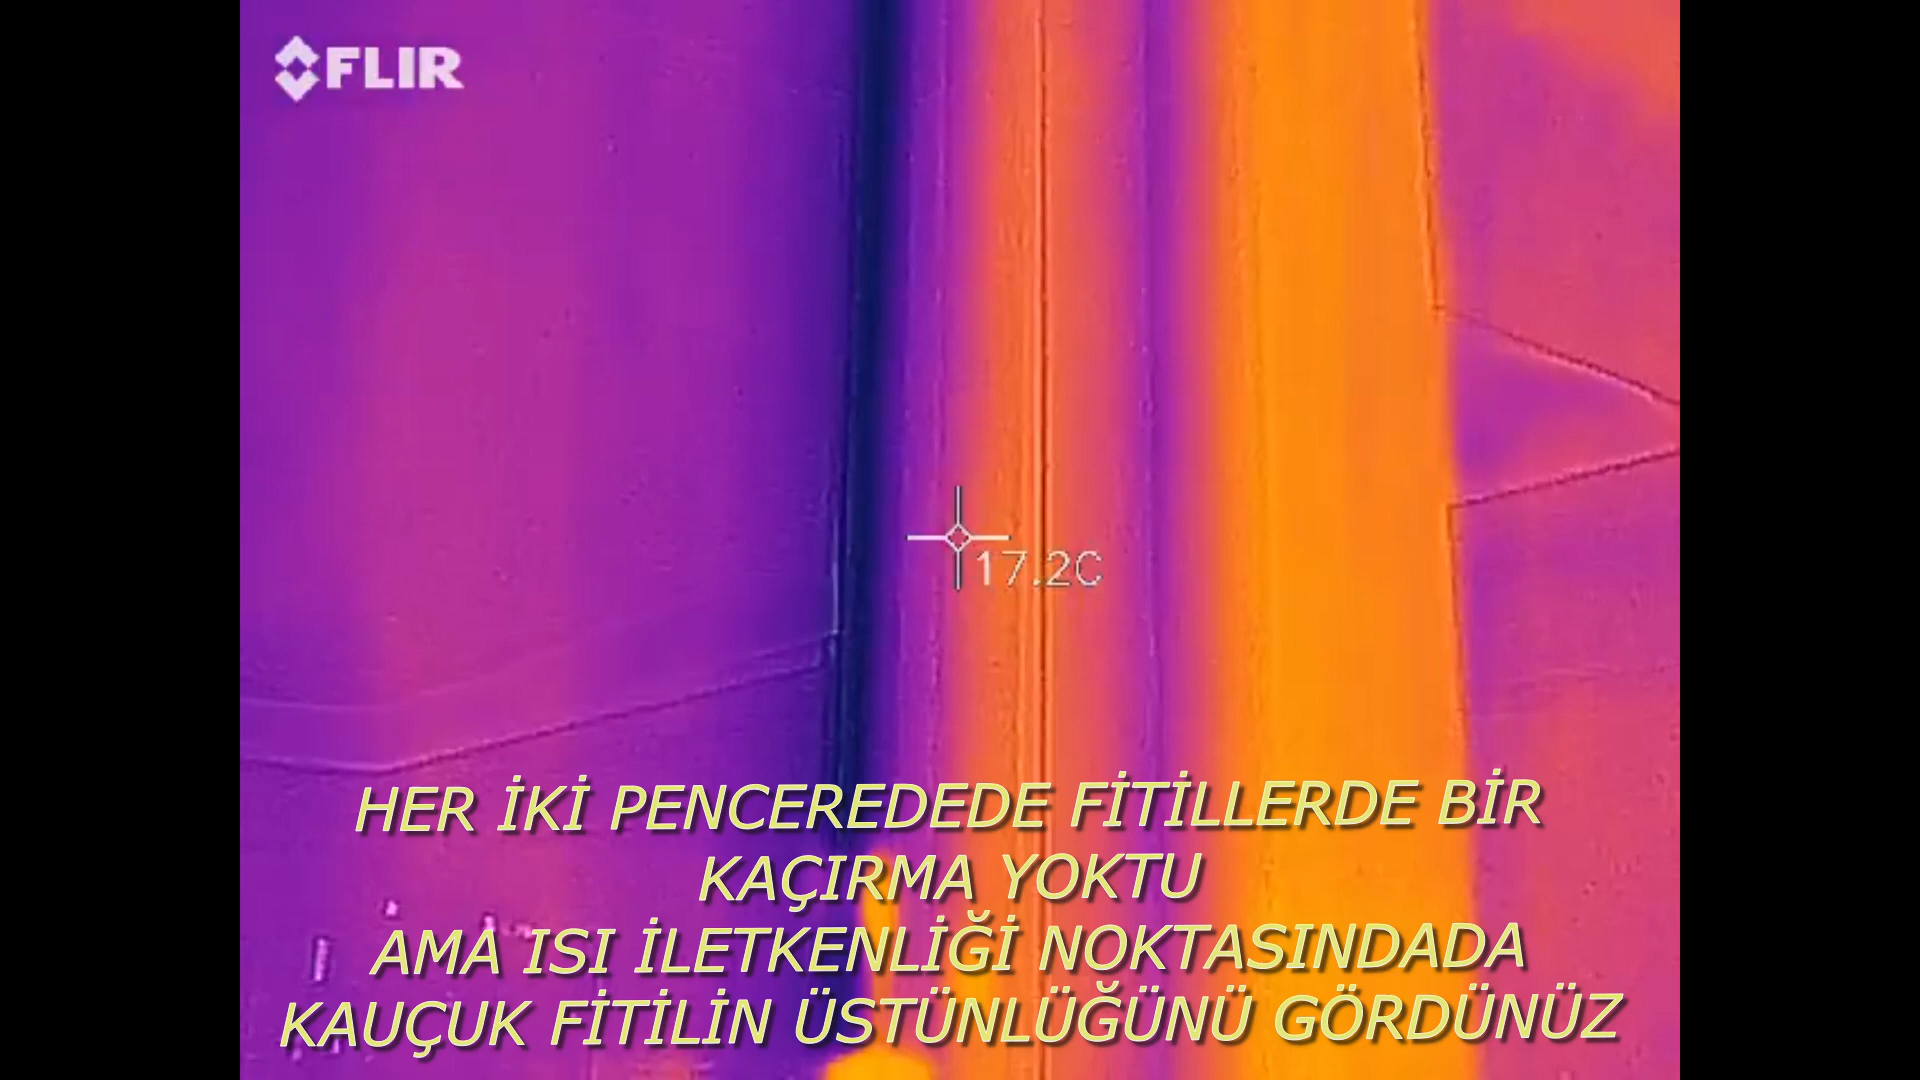 FLIR
17.2C
HER İKİ PENCEREDEDE FİTİLLERDE BİR
KAÇIRMA YOKTU
AMA ISI İLETKENLİĞİ NOKTASINDADA
KAUÇUK FİTİLİN ÜSTÜNLÜĞÜNÜ GÖRDÜNÜZ